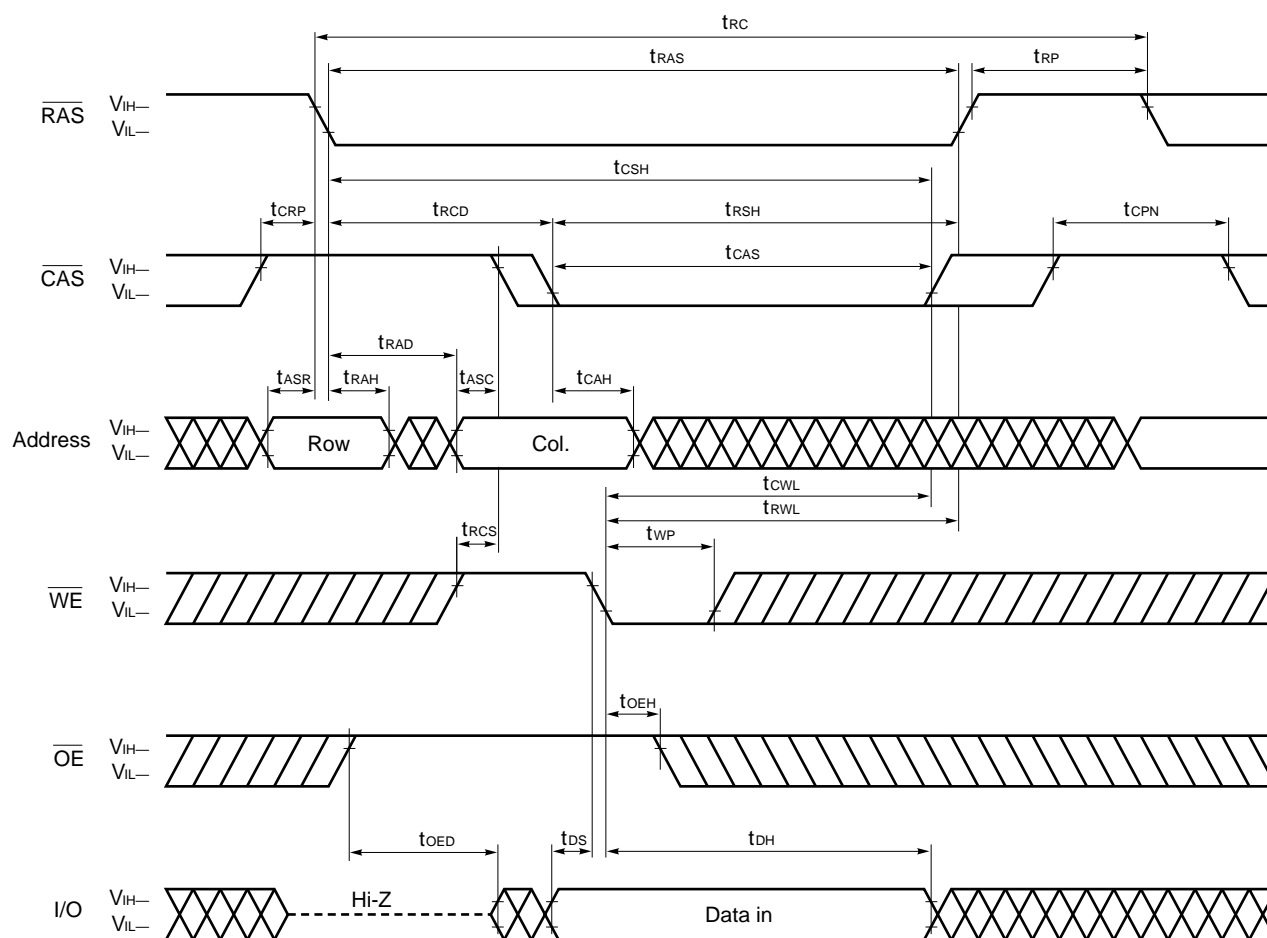 tRC
tRAS
tRP
RAS
VIH—
VIL—
tCSH
tCRP
tRCD
tRSH
tCPN
tCAS
CAS
VIH—
VIL—
tRAD
tASR
tRAH
tASC
tCAH
Address
VIH—
VIL—
Row
Col.
tCWL
tRWL
tRCS
tWP
WE
VIH—
VIL—
tOEH
OE
VIH—
VIL—
tOED
tDS
tDH
I/O
VIH—
VIL—
Hi-Z
Data in